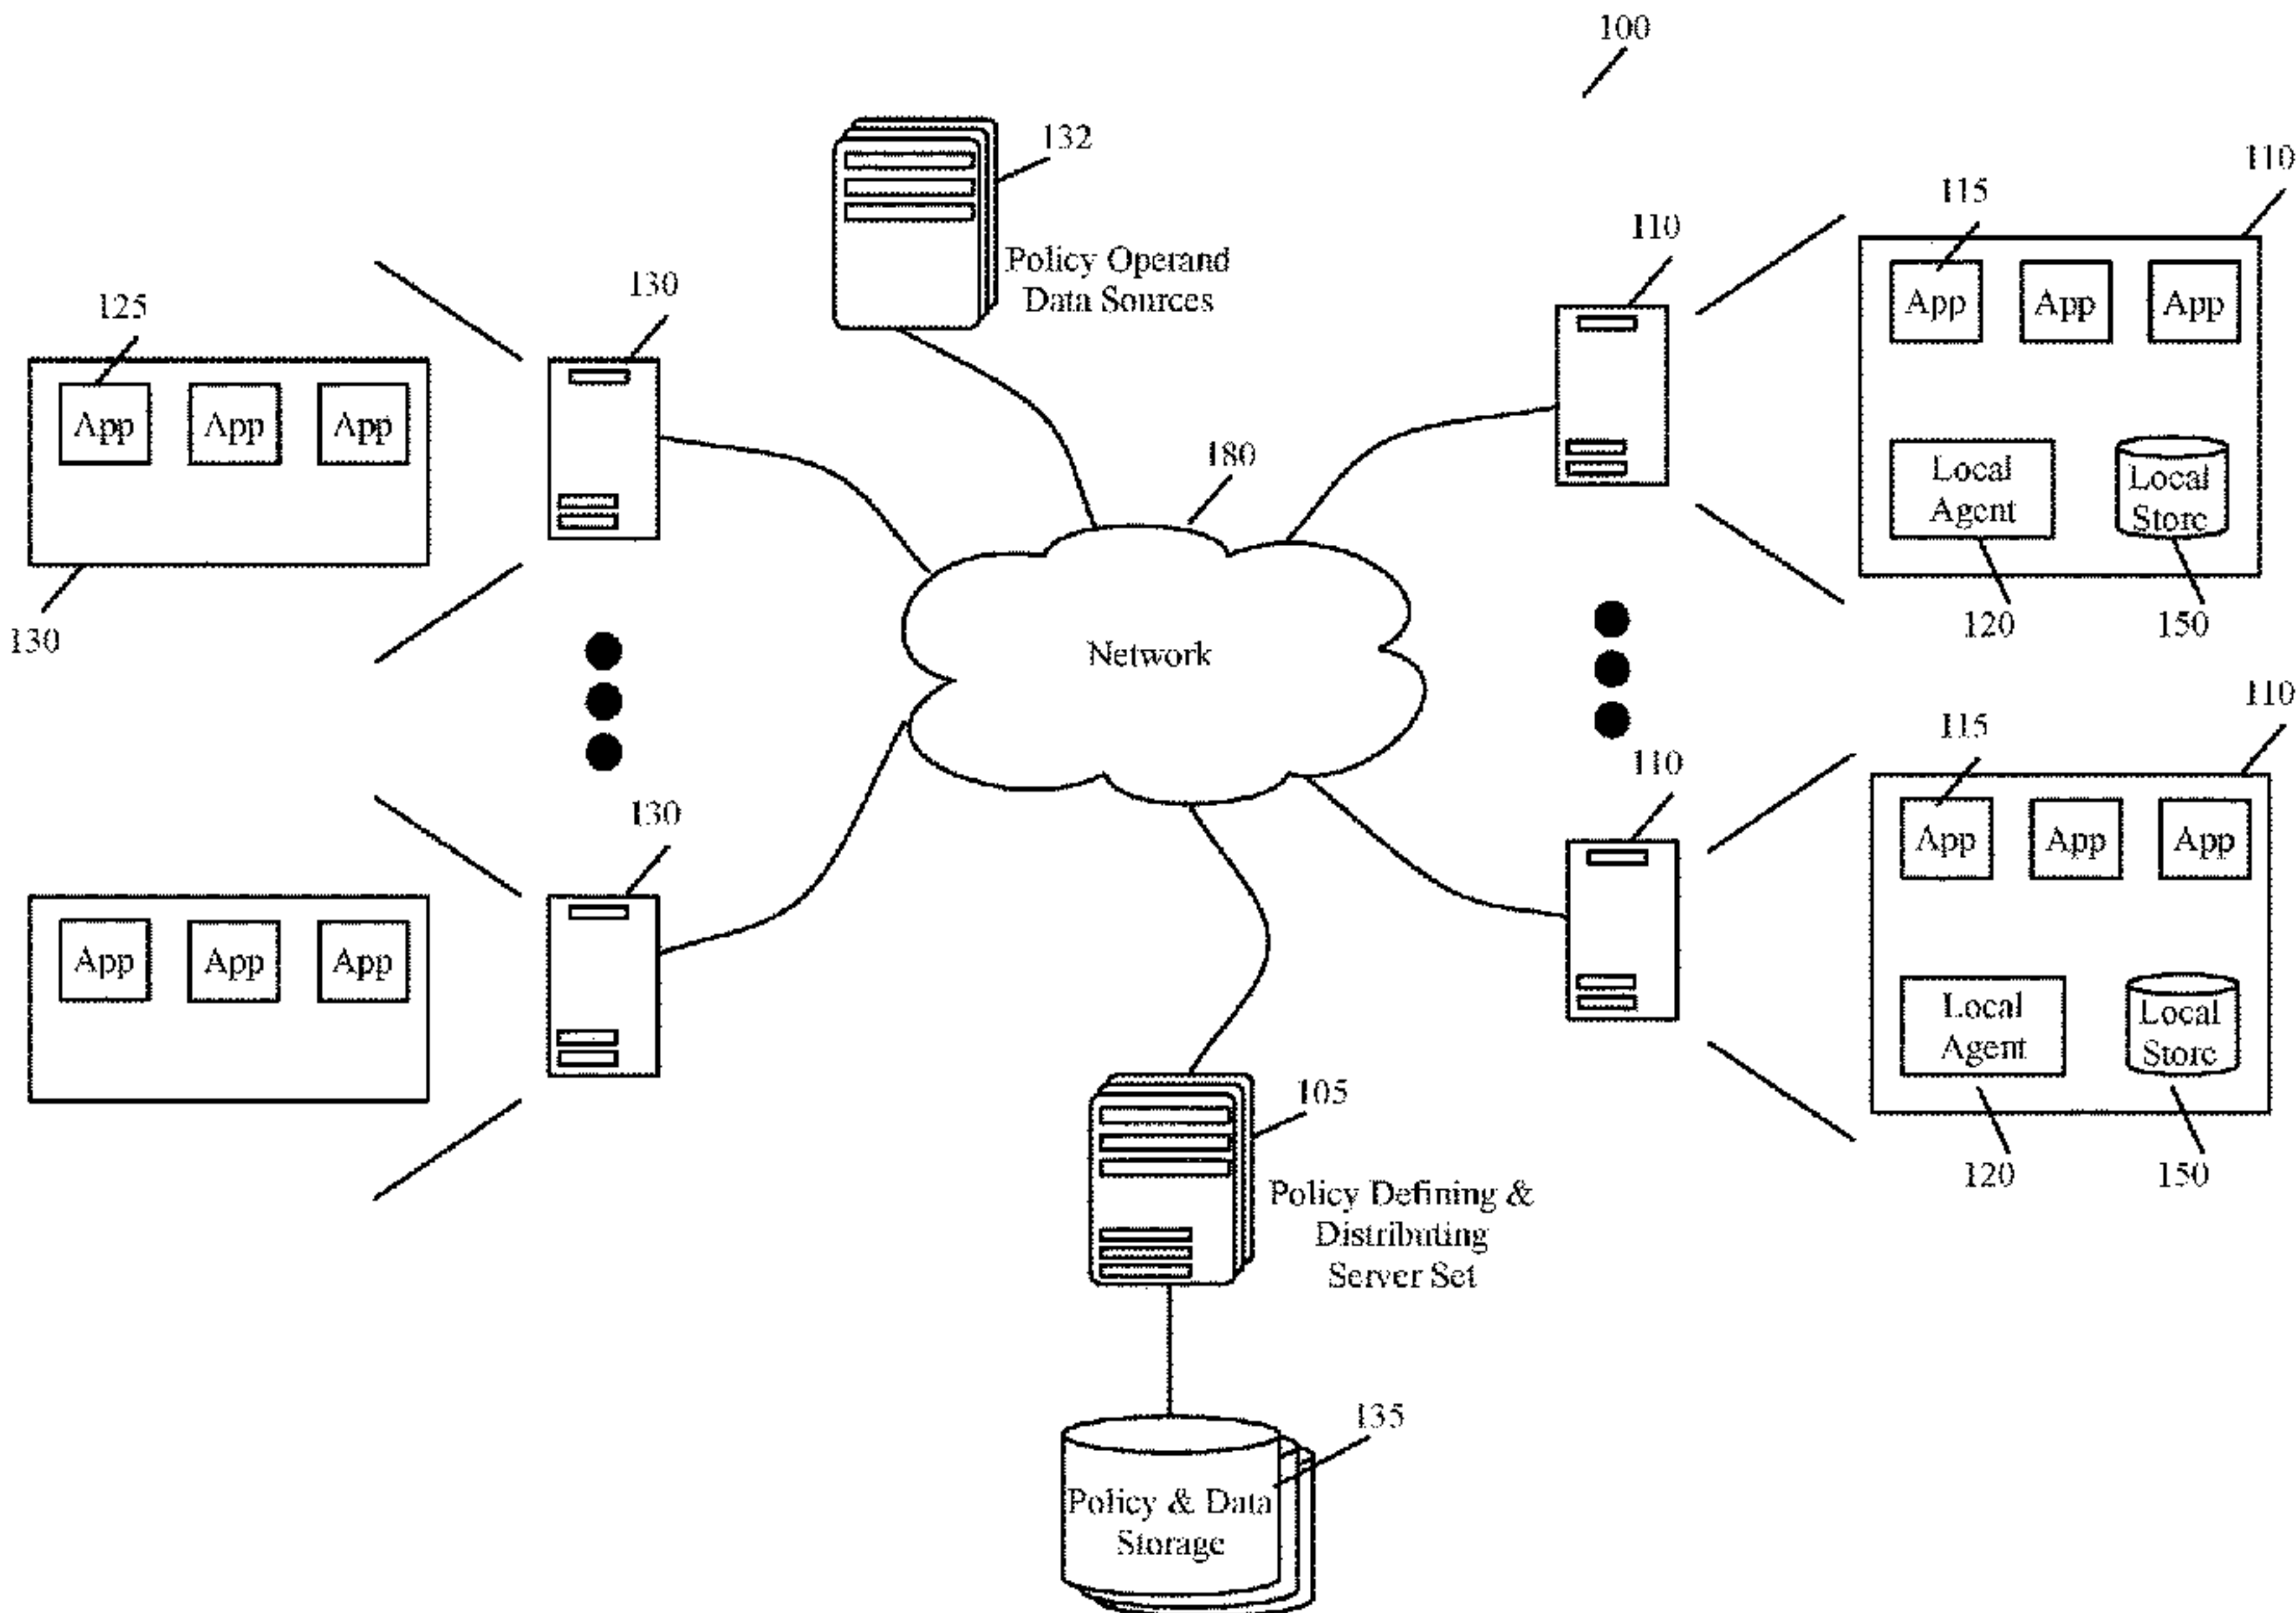 100
132
Policy Operand
Data Sources
110
115
110
App
App
App
Local
Agent
Local
Store
120
150
130
125
App
App
App
130
180
Network
110
115
110
App
App
App
Local
Agent
Local
Store
120
150
130
App
App
App
105
Policy Defining &
Distributing
Server Set
135
Policy & Data
Storage